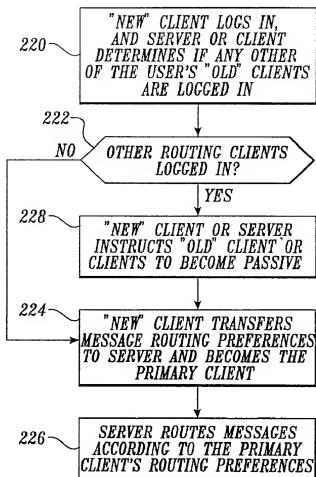 220
"NEW" CLIENT LOGS IN,
AND SERVER OR CLIENT
DETERMINES IF ANY OTHER
OF THE USER'S "OLD" CLIENTS
ARE LOGGED IN
222
NO
OTHER ROUTING CLIENTS
LOGGED IN?
YES
228
"NEW" CLIENT OR SERVER
INSTRUCTS "OLD" CLIENT OR
CLIENTS TO BECOME PASSIVE
224
"NEW" CLIENT TRANSFERS
MESSAGE ROUTING PREFERENCES
TO SERVER AND BECOMES THE
PRIMARY CLIENT
226
SERVER ROUTES MESSAGES
ACCORDING TO THE PRIMARY
CLIENT'S ROUTING PREFERENCES